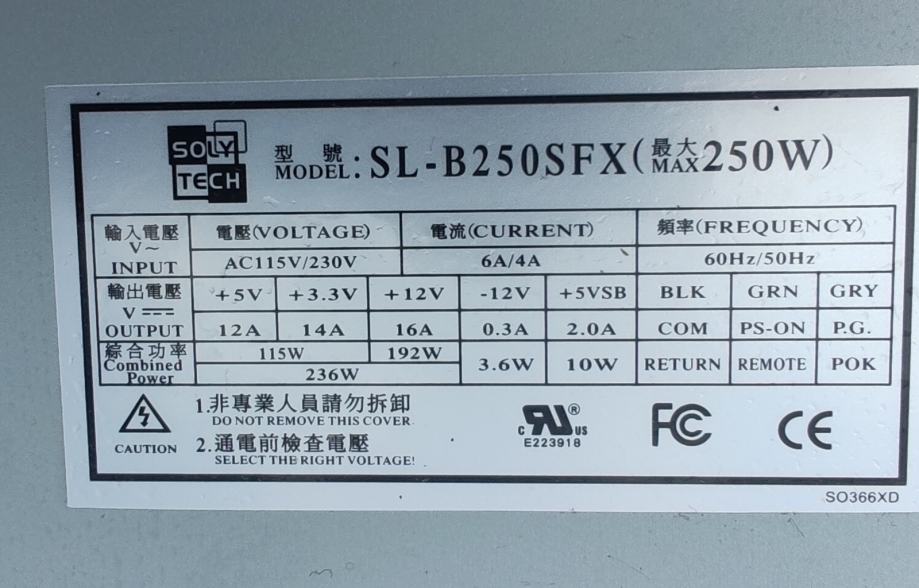 SOLY
TECH
型號
MODEL: SL-B250SFX(最大MAX250W)
輸入電壓 V~ INPUT 電壓(VOLTAGE) 電流(CURRENT) 頻率(FREQUENCY)
AC115V/230V 6A/4A 60Hz/50Hz
輸出電壓 V OUTPUT +5V +3.3V +12V -12V +5VSB BLK GRN GRY
12A 14A 16A 0.3A 2.0A COM PS-ON P.G.
綜合功率 Combined Power 115W 192W 3.6W 10W RETURN REMOTE POK
236W
1.非專業人員請勿拆卸
DO NOT REMOVE THIS COVER
2.通電前檢查電壓
SELECT THE RIGHT VOLTAGE!
CAUTION
c RU ® US
E223918
FC
CE
SO366XD